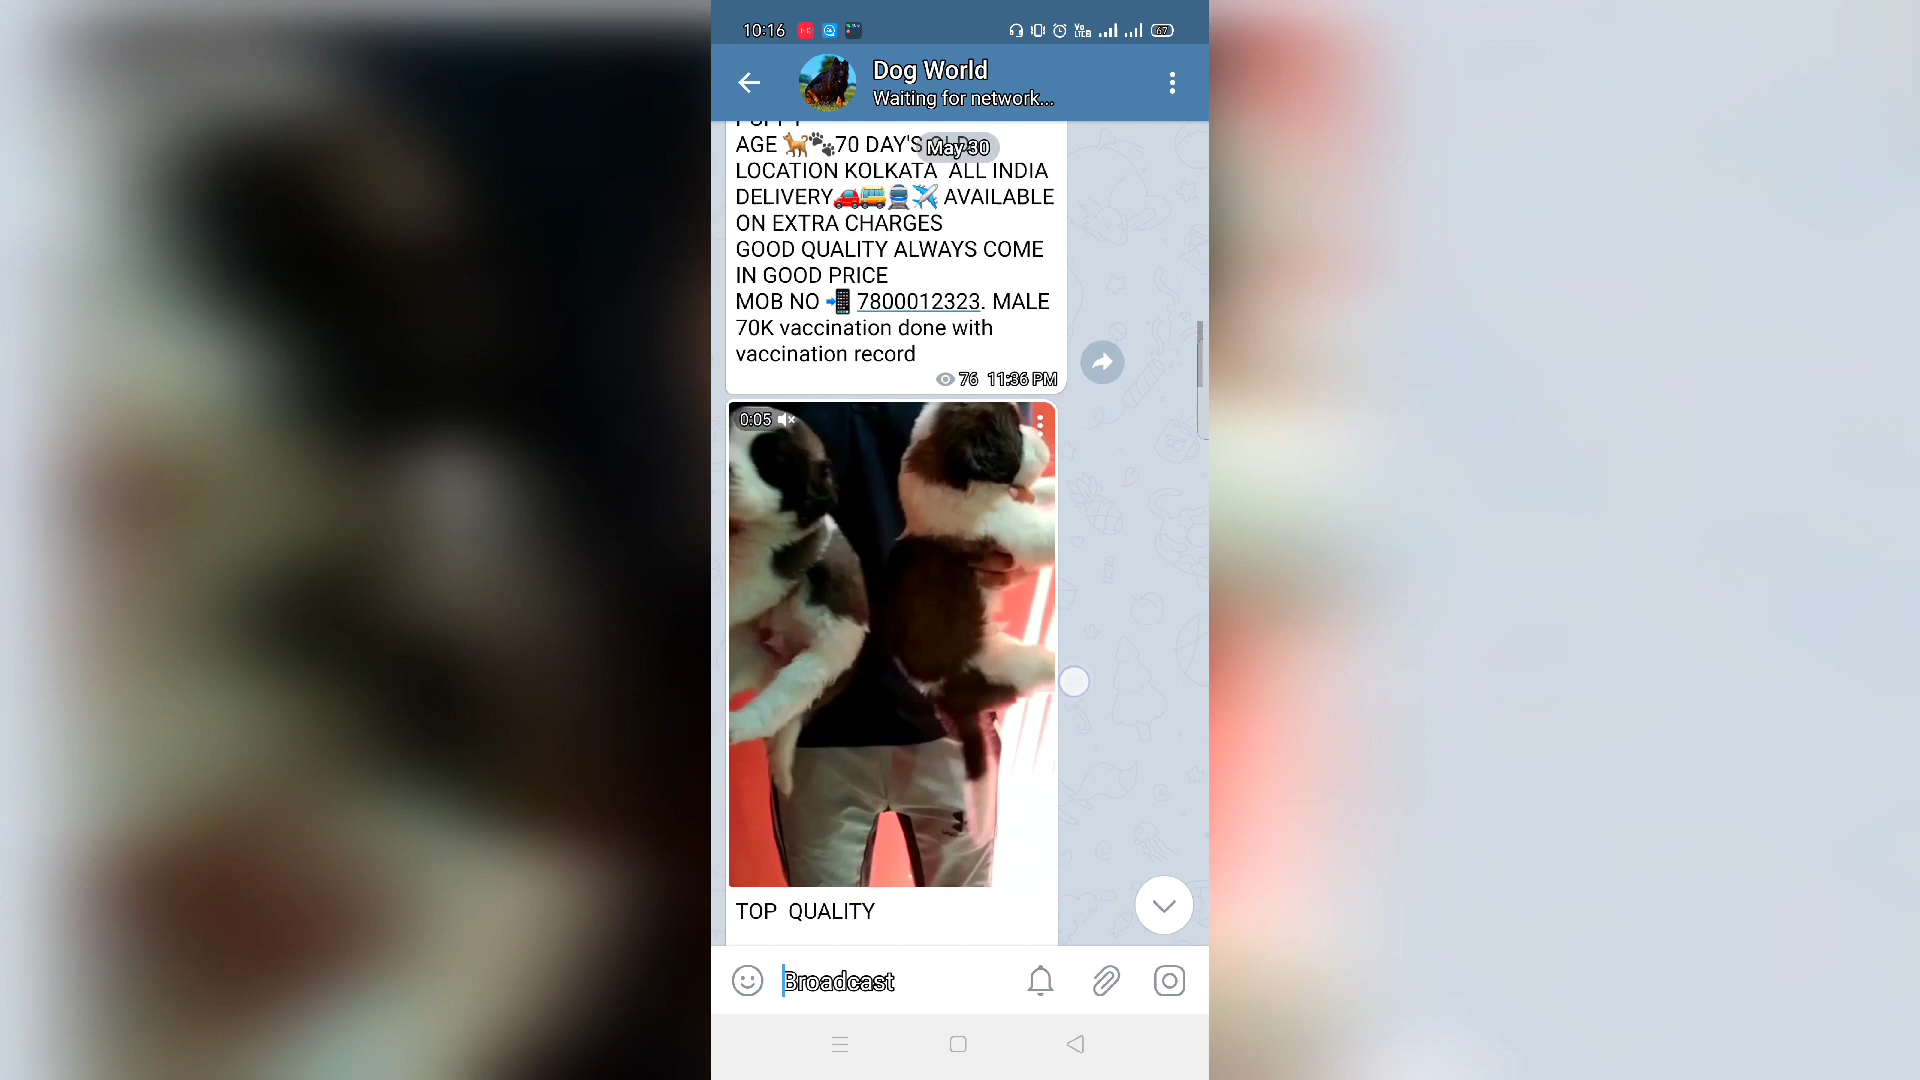 10:16
67
Dog World
Waiting for network...
AGE 🐕🐾70 DAY'S
May 30
LOCATION KOLKATA ALL INDIA
DELIVERY🚗🚌🚆✈️ AVAILABLE
ON EXTRA CHARGES
GOOD QUALITY ALWAYS COME
IN GOOD PRICE
MOB NO 📲 7800012323. MALE
70K vaccination done with
vaccination record
76 11:36 PM
0:05
TOP QUALITY
Broadcast